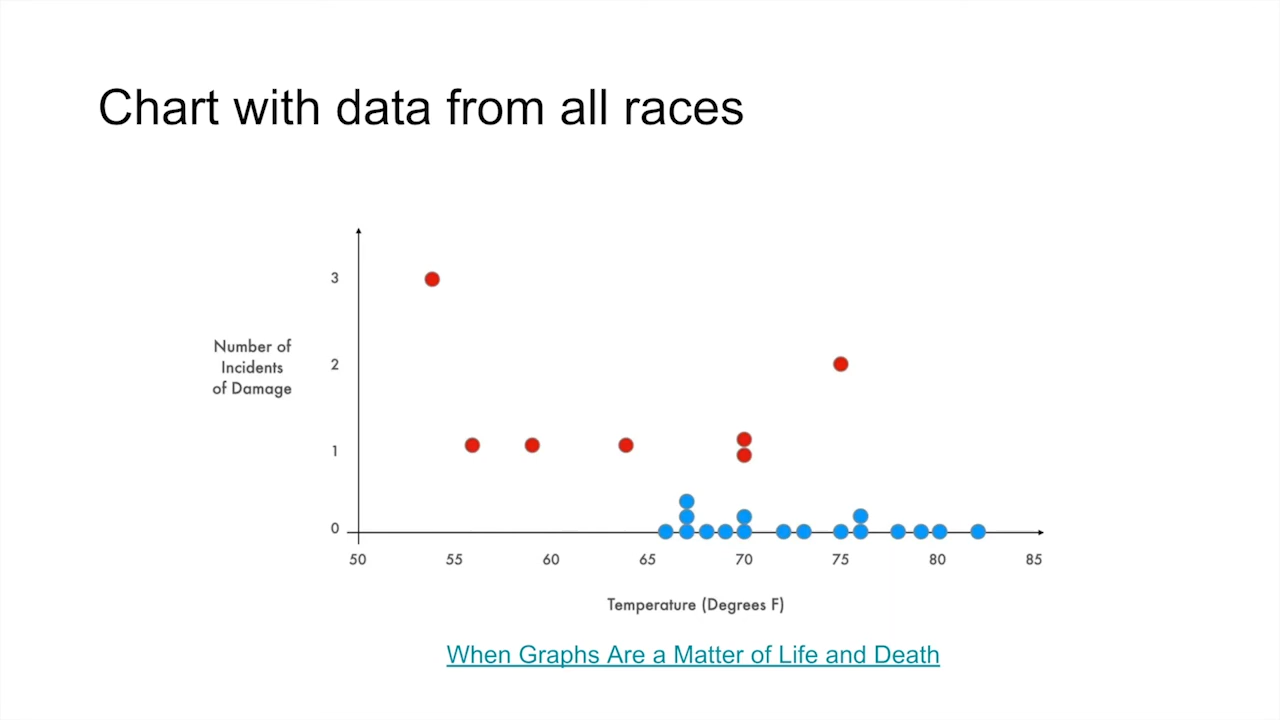 Chart with data from all races
3
Number of
Incidents
of Damage
2
1
0
50 55 60 65 70 75 80 85
Temperature (Degrees F)
When Graphs Are a Matter of Life and Death